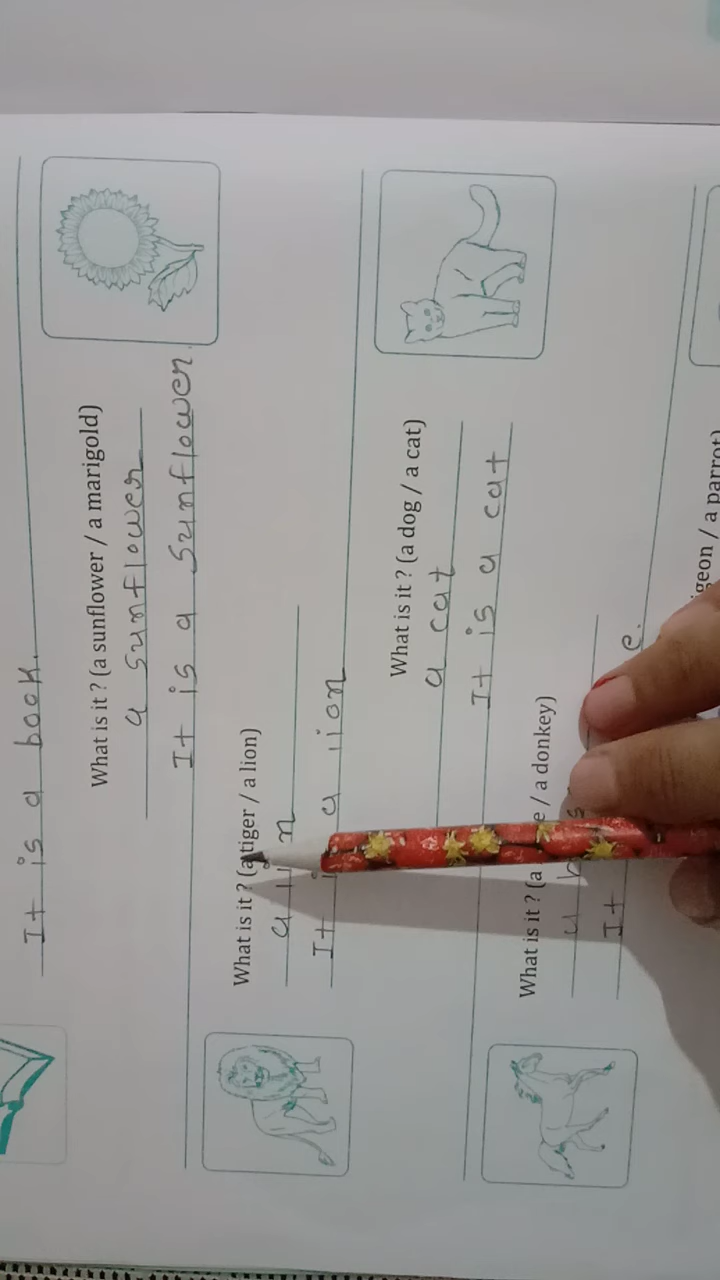 It is a book.
What is it ? (a sunflower / a marigold)
a sunflower
It is a sunflower.
What is it ? (a tiger / a lion)
a
It a lion
What is it ? (a dog / a cat)
a cat
It is a cat
What is it ? (a / a donkey)
a
It
/ a parrot)